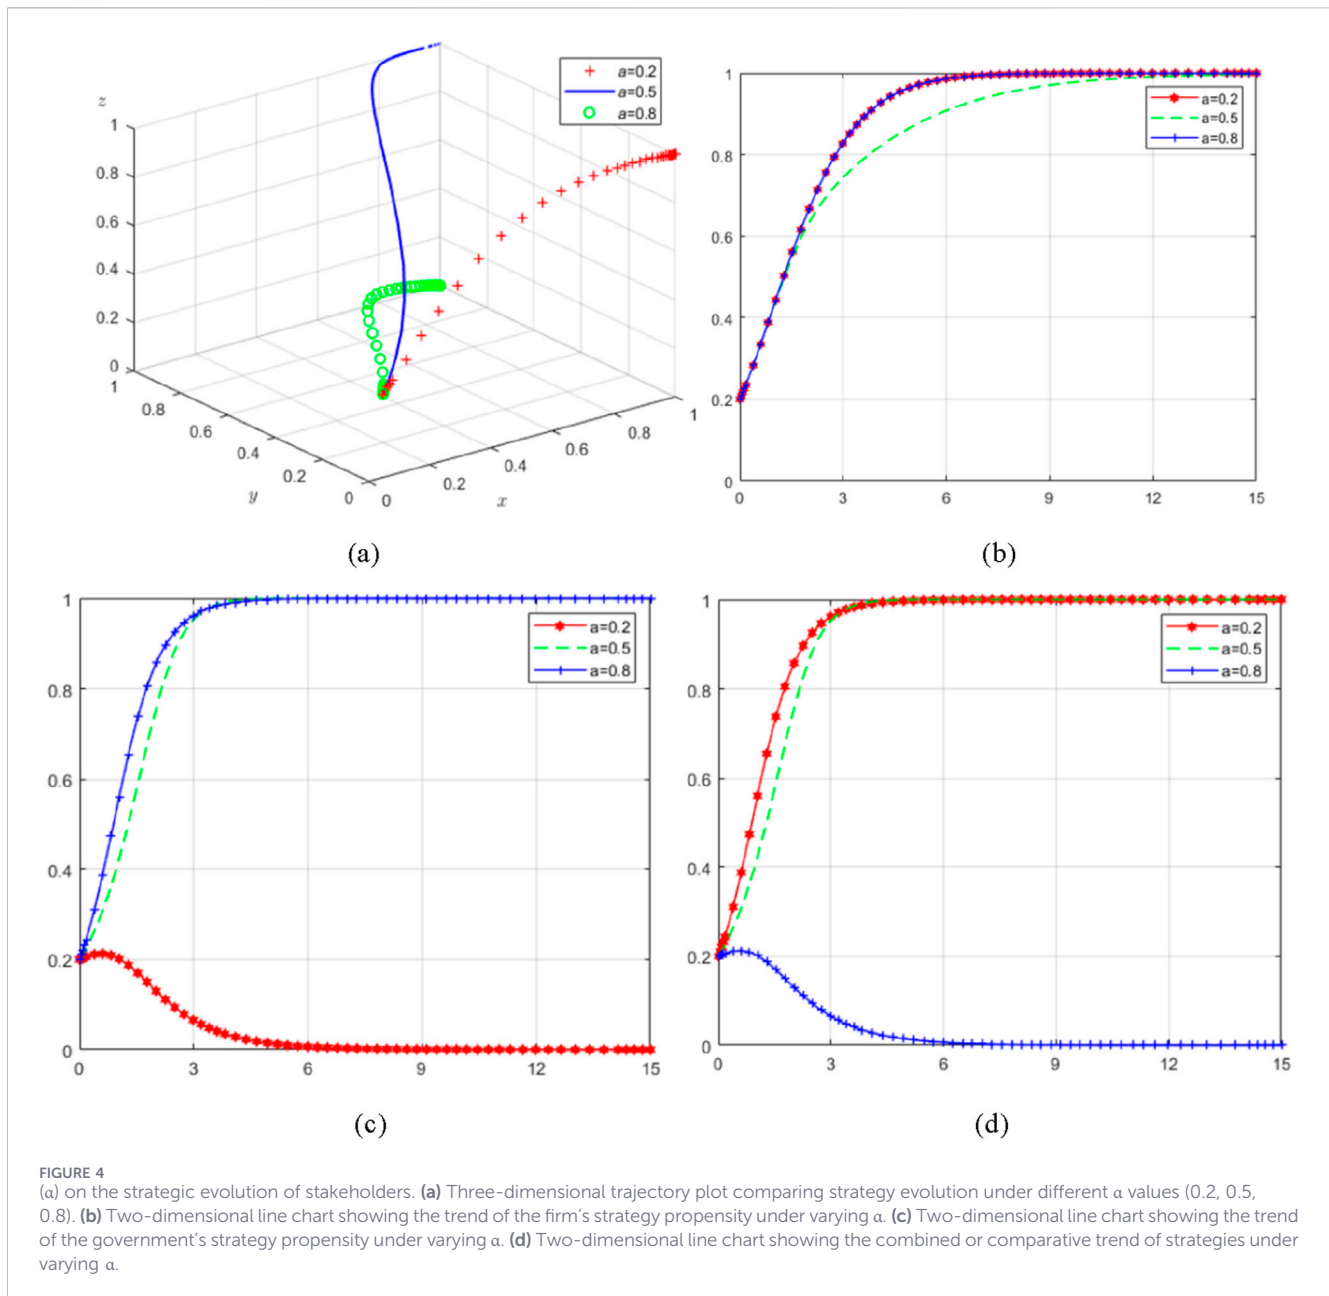 a=0.2
a=0.5
a=0.8
z
1
0.8
0.6
0.4
0.2
0
1
0.8
0.6
0.4
0.2
0
y
0
0.2
0.4
0.6
0.8
1
x
(a)
1
0.8
0.6
0.4
0.2
0
0 3 6 9 12 15
a=0.2
a=0.5
a=0.8
(b)
1
0.8
0.6
0.4
0.2
0
0 3 6 9 12 15
a=0.2
a=0.5
a=0.8
(c)
1
0.8
0.6
0.4
0.2
0
0 3 6 9 12 15
a=0.2
a=0.5
a=0.8
(d)
FIGURE 4
(α) on the strategic evolution of stakeholders. (a) Three-dimensional trajectory plot comparing strategy evolution under different α values (0.2, 0.5,
0.8). (b) Two-dimensional line chart showing the trend of the firm's strategy propensity under varying α. (c) Two-dimensional line chart showing the trend
of the government's strategy propensity under varying α. (d) Two-dimensional line chart showing the combined or comparative trend of strategies under
varying α.